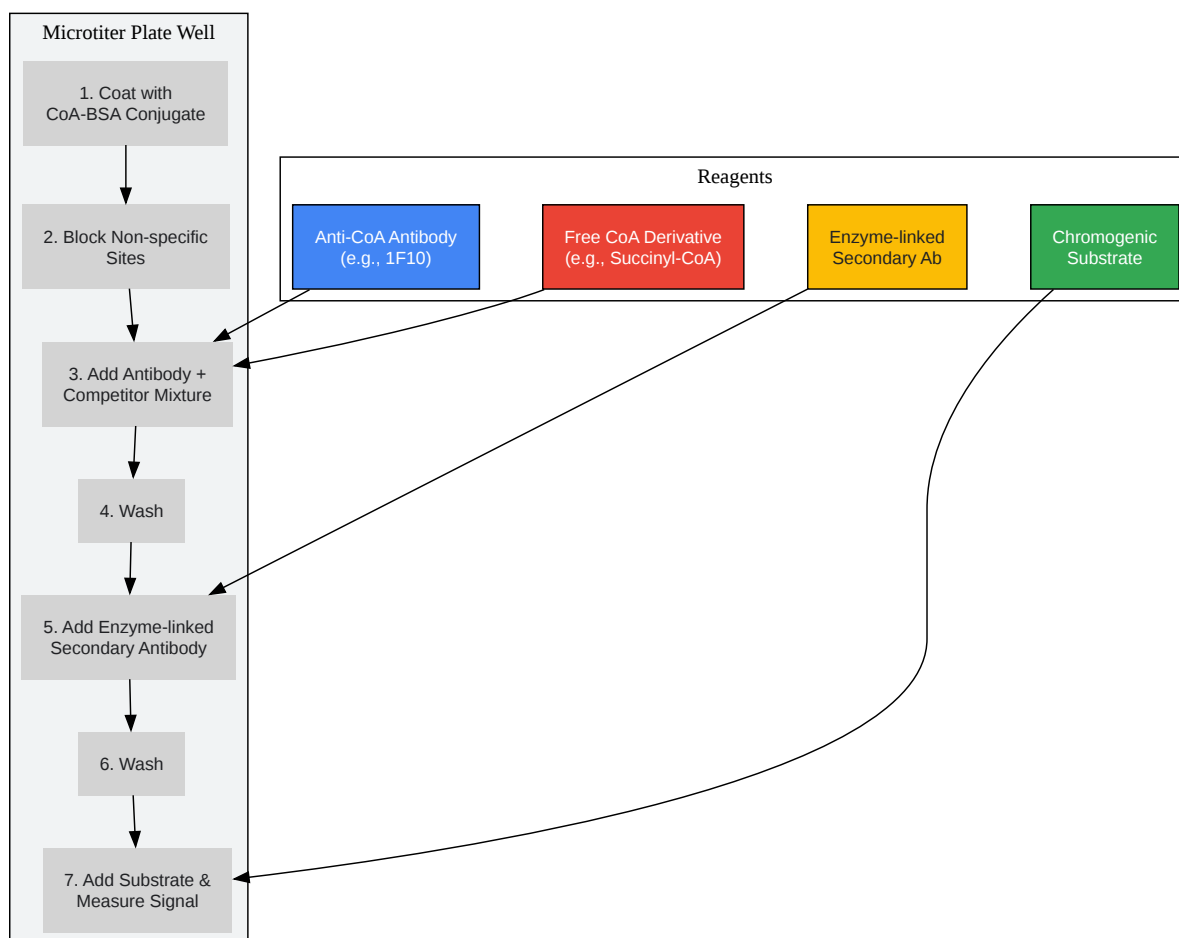 Microtiter Plate Well
1. Coat with
CoA-BSA Conjugate
2. Block Non-specific
Sites
3. Add Antibody +
Competitor Mixture
4. Wash
5. Add Enzyme-linked
Secondary Antibody
6. Wash
7. Add Substrate &
Measure Signal
Reagents
Anti-CoA Antibody
(e.g., 1F10)
Free CoA Derivative
(e.g., Succinyl-CoA)
Enzyme-linked
Secondary Ab
Chromogenic
Substrate